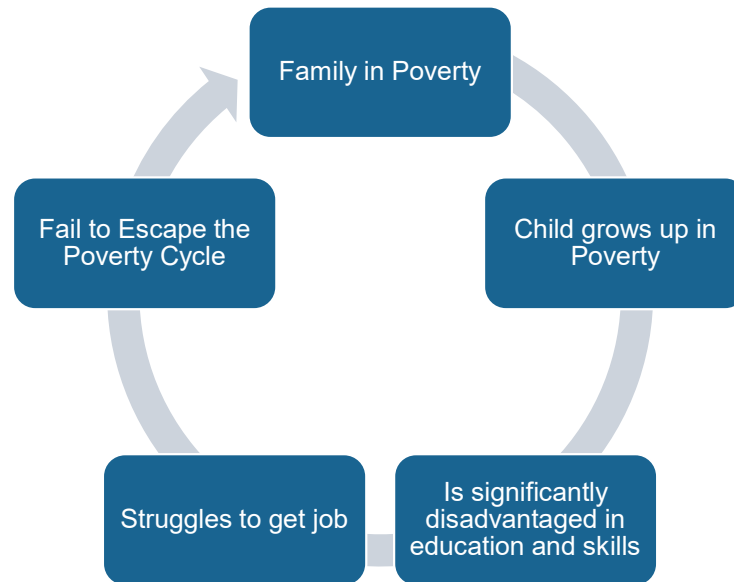 Family in Poverty
Child grows up in
Poverty
Is significantly
disadvantaged in
education and skills
Struggles to get job
Fail to Escape the
Poverty Cycle